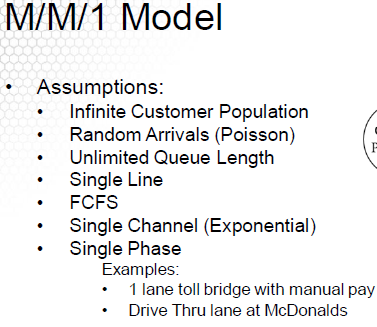 M/M/1 Model
• Assumptions:
• Infinite Customer Population
• Random Arrivals (Poisson)
• Unlimited Queue Length
• Single Line
• FCFS
• Single Channel (Exponential)
• Single Phase
Examples:
• 1 lane toll bridge with manual pay
• Drive Thru lane at McDonalds